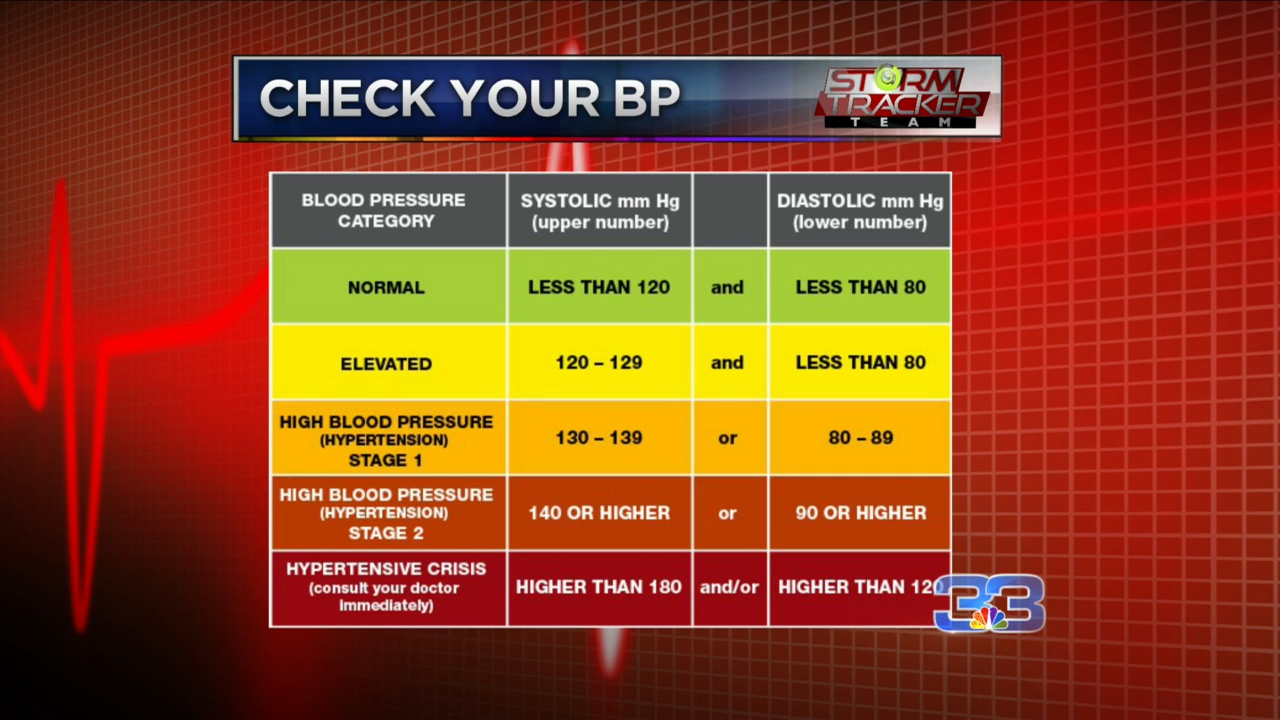 CHECK YOUR BP
ST RM
TRACKER
TEAM
BLOOD PRESSURE
CATEGORY
SYSTOLIC mm Hg
(upper number)
DIASTOLIC mm Hg
(lower number)
NORMAL
LESS THAN 120
and
LESS THAN 80
ELEVATED
120 – 129
and
LESS THAN 80
HIGH BLOOD PRESSURE
(HYPERTENSION)
STAGE 1
130 – 139
or
80 – 89
HIGH BLOOD PRESSURE
(HYPERTENSION)
STAGE 2
140 OR HIGHER
or
90 OR HIGHER
HYPERTENSIVE CRISIS
(consult your doctor
immediately)
HIGHER THAN 180
and/or
HIGHER THAN 120
33